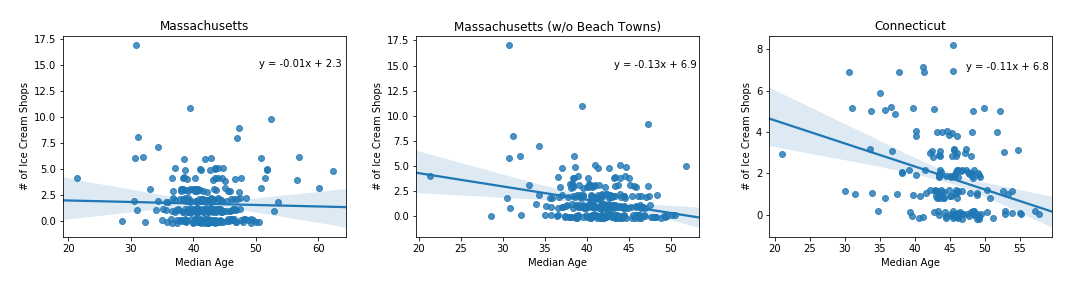 Massachusetts
17.5
15.0
12.5
10.0
7.5
5.0
2.5
0.0
# of Ice Cream Shops
y = -0.01x + 2.3
20 30 40 50 60
Median Age
Massachusetts (w/o Beach Towns)
17.5
15.0
12.5
10.0
7.5
5.0
2.5
0.0
# of Ice Cream Shops
y = -0.13x + 6.9
20 25 30 35 40 45 50
Median Age
Connecticut
8
6
4
2
0
# of Ice Cream Shops
y = -0.11x + 6.8
20 25 30 35 40 45 50 55
Median Age